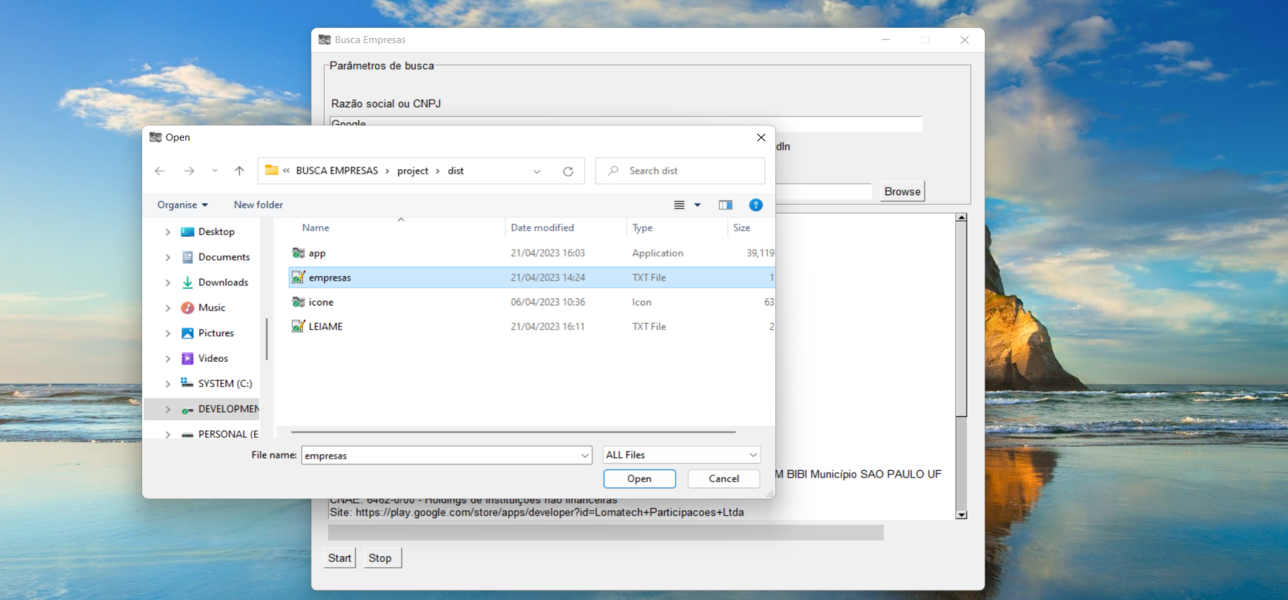 Busca Empresas
Parâmetros de busca
Razão social ou CNPJ
Google
dIn
Browse
Open
« BUSCA EMPRESAS › project › dist
Search dist
Organise
New folder
Name Date modified Type Size
Desktop
Documents
Downloads
Music
Pictures
Videos
SYSTEM (C:)
DEVELOPMEN
PERSONAL (E
app 21/04/2023 16:03 Application 39,119
empresas 21/04/2023 14:24 TXT File 1
icone 06/04/2023 10:36 Icon 63
LEIAME 21/04/2023 16:11 TXT File 2
File name: empresas ALL Files
Open Cancel
M BIBI Município SAO PAULO UF
CNAE: 6462-0/00 - Holdings de instituições não financeiras
Site: https://play.google.com/store/apps/developer?id=Lomatech+Participacoes+Ltda
Start Stop